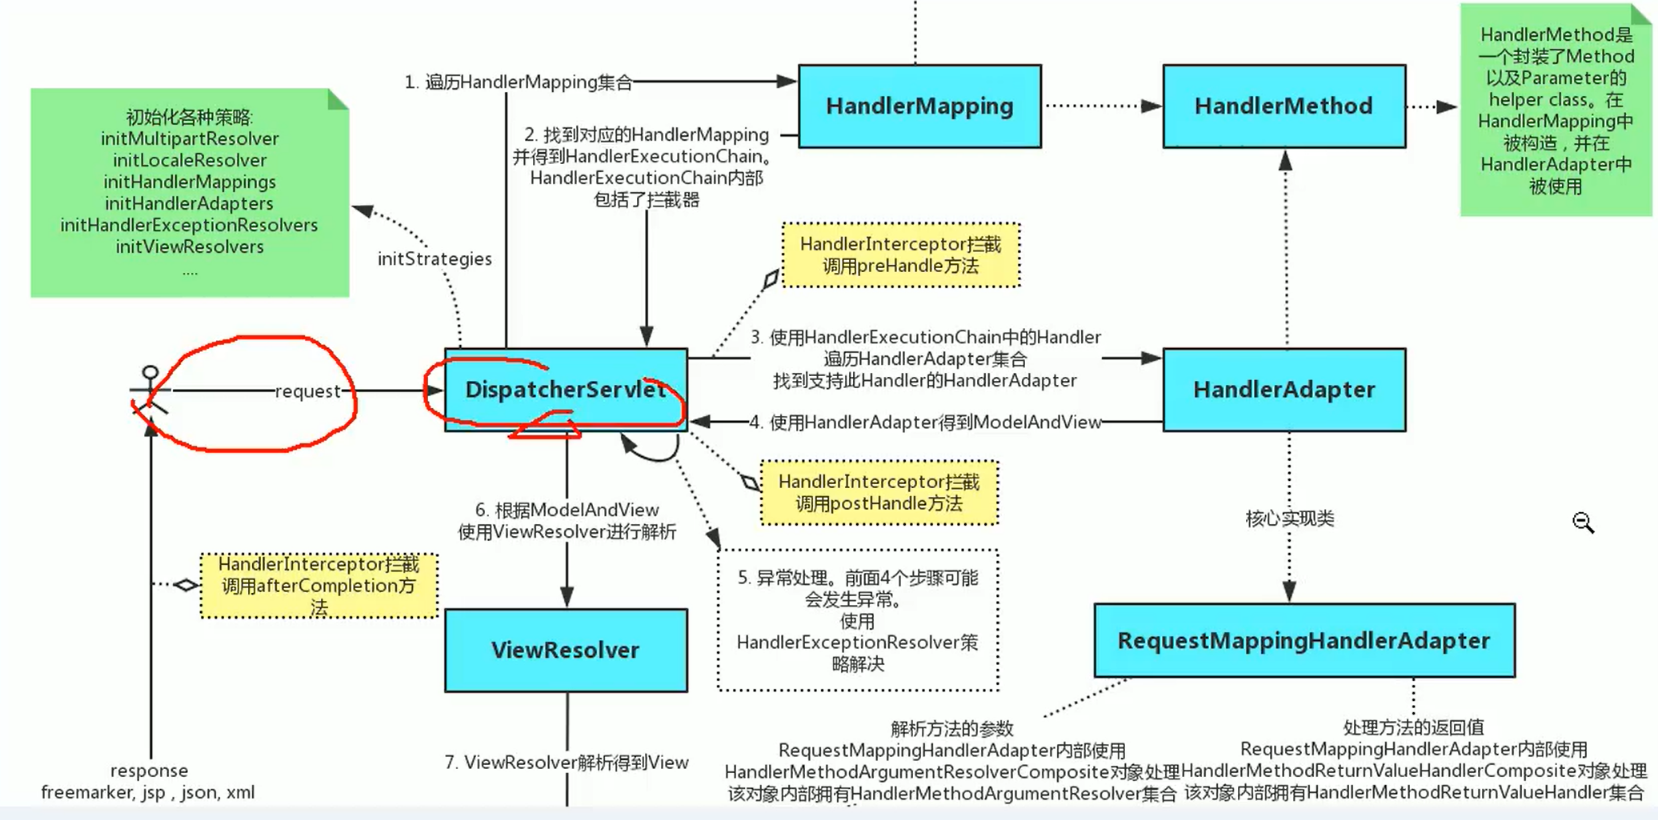 1. 遍历HandlerMapping集合
HandlerMapping
HandlerMethod
HandlerMethod是
一个封装了Method
以及Parameter的
helper class。在
HandlerMapping中
被构造，并在
HandlerAdapter中
被使用
初始化各种策略:
initMultipartResolver
initLocaleResolver
initHandlerMappings
initHandlerAdapters
initHandlerExceptionResolvers
initViewResolvers
....
2. 找到对应的HandlerMapping
并得到HandlerExecutionChain。
HandlerExecutionChain内部
包括了拦截器
initStrategies
HandlerInterceptor拦截
调用preHandle方法
3. 使用HandlerExecutionChain中的Handler
遍历HandlerAdapter集合
找到支持此Handler的HandlerAdapter
request
DispatcherServlet
HandlerAdapter
4. 使用HandlerAdapter得到ModelAndView
HandlerInterceptor拦截
调用postHandle方法
6. 根据ModelAndView
使用ViewResolver进行解析
核心实现类
HandlerInterceptor拦截
调用afterCompletion方
法
5. 异常处理。前面4个步骤可能
会发生异常。
使用
HandlerExceptionResolver策
略解决
ViewResolver
RequestMappingHandlerAdapter
7. ViewResolver解析得到View
解析方法的参数
RequestMappingHandlerAdapter内部使用
HandlerMethodArgumentResolverComposite对象处理
该对象内部拥有HandlerMethodArgumentResolver集合
处理方法的返回值
RequestMappingHandlerAdapter内部使用
HandlerMethodReturnValueHandlerComposite对象处理
该对象内部拥有HandlerMethodReturnValueHandler集合
response
freemarker, jsp , json, xml